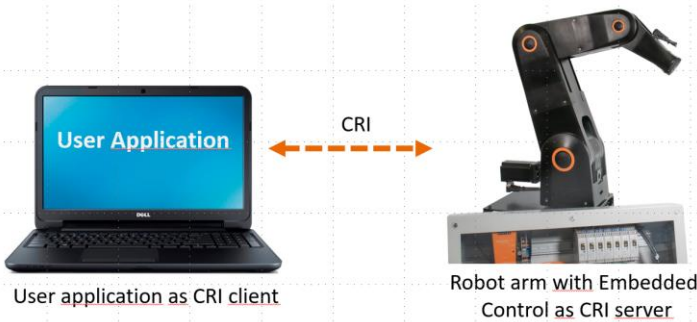 User Application
CRI
DELL
User application as CRI client
Robot arm with Embedded
Control as CRI server